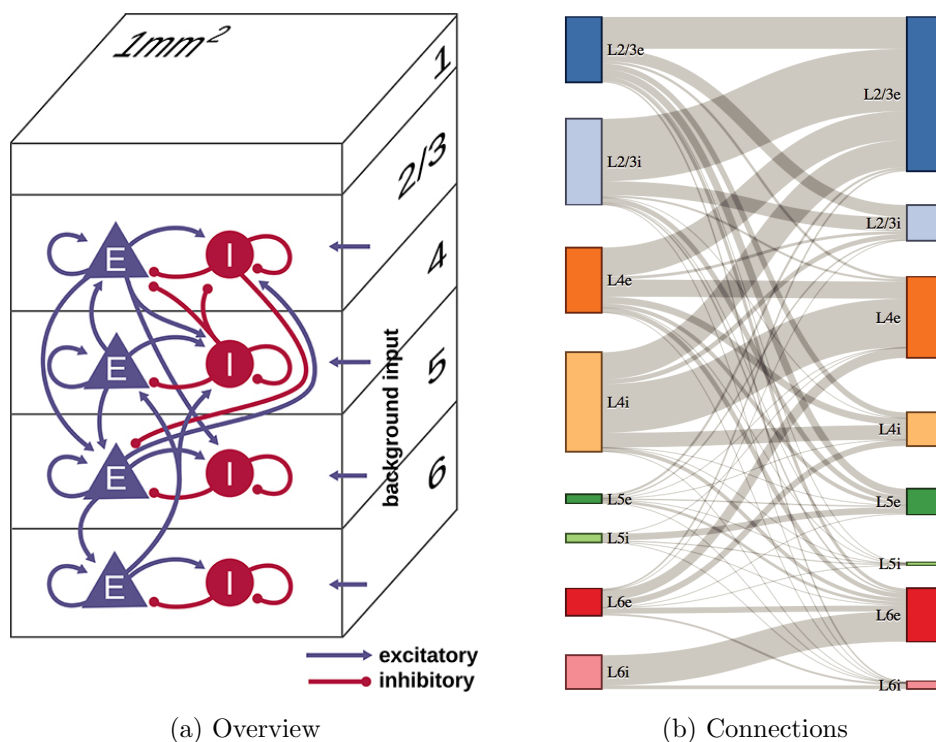 1mm²
1
2/3
4
5
6
E
I
E
I
E
I
E
I
background input
excitatory
inhibitory
(a) Overview
L2/3e
L2/3i
L4e
L4i
L5e
L5i
L6e
L6i
L2/3e
L2/3i
L4e
L4i
L5e
L5i
L6e
L6i
(b) Connections